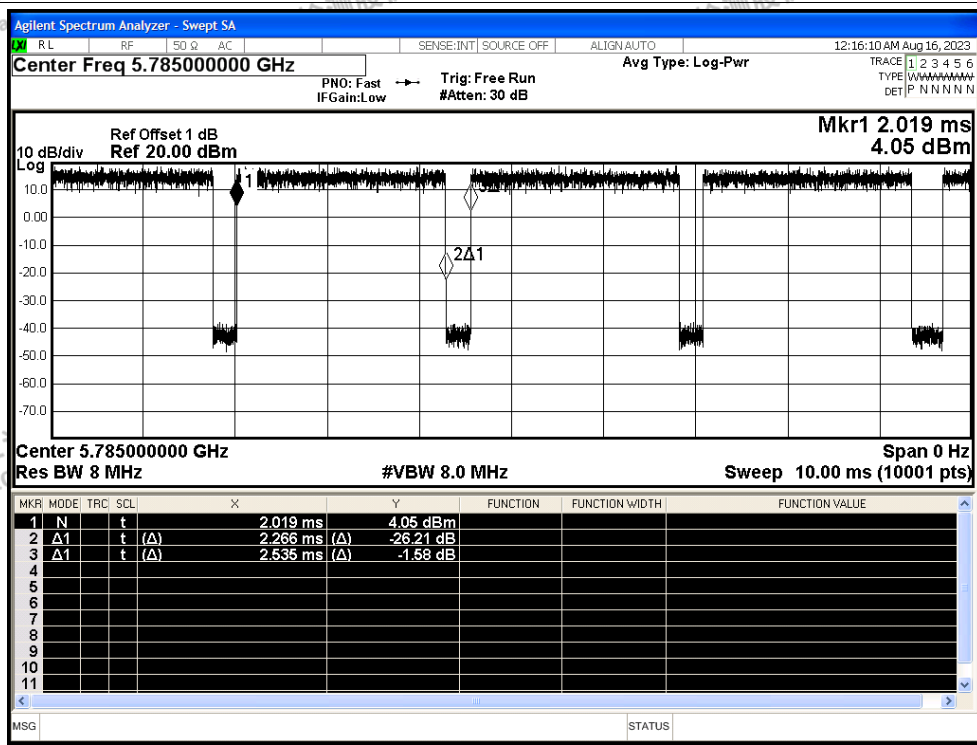 Agilent Spectrum Analyzer - Swept SA
LXI RL RF 50 Ω AC SENSE:INT SOURCE OFF ALIGN AUTO 12:16:10 AM Aug 16, 2023
Center Freq 5.785000000 GHz Avg Type: Log-Pwr TRACE 1 2 3 4 5 6
PNO: Fast Trig: Free Run TYPE WWWWWW
IFGain:Low #Atten: 30 dB DET P N N N N N
Mkr1 2.019 ms
4.05 dBm
Ref Offset 1 dB
10 dB/div Ref 20.00 dBm
Log
1
10.0
0.00
-10.0
2Δ1
-20.0
-30.0
-40.0
-50.0
-60.0
-70.0
Center 5.785000000 GHz Span 0 Hz
Res BW 8 MHz #VBW 8.0 MHz Sweep 10.00 ms (10001 pts)
MKR MODE TRC SCL X Y FUNCTION FUNCTION WIDTH FUNCTION VALUE
1 N t 2.019 ms 4.05 dBm
2 Δ1 t (Δ) 2.266 ms (Δ) -26.21 dB
3 Δ1 t (Δ) 2.535 ms (Δ) -1.58 dB
4
5
6
7
8
9
10
11
MSG STATUS